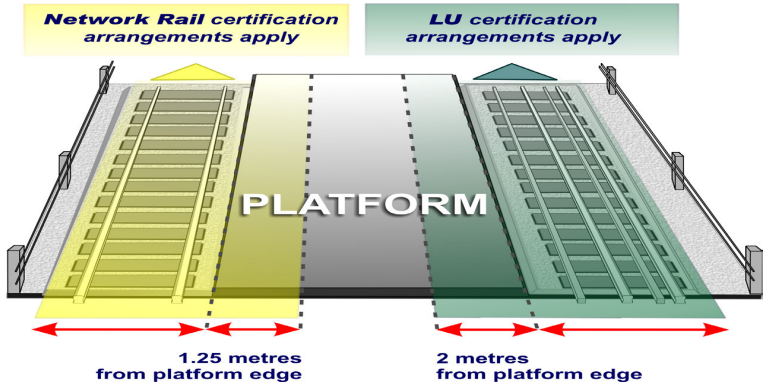 Network Rail certification
arrangements apply
LU certification
arrangements apply
PLATFORM
1.25 metres
from platform edge
2 metres
from platform edge